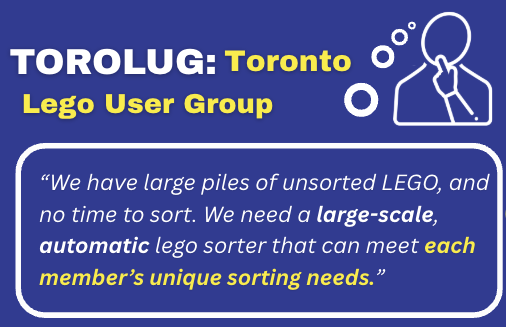 TOROLUG: Toronto
Lego User Group
“We have large piles of unsorted LEGO, and
no time to sort. We need a large-scale,
automatic lego sorter that can meet each
member’s unique sorting needs.”